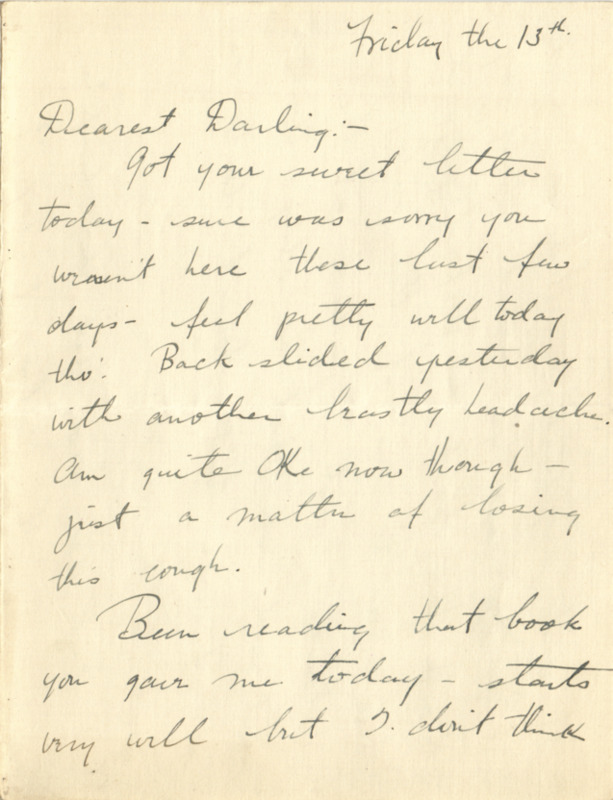 Friday the 13th.
Dearest Darling:-
Got your sweet letter
today - sure was sorry you
weren't here these last few
days - feel pretty well today
tho'. Back slided yesterday
with another beastly headache.
Am quite OKe now though -
just a matter of losing
this cough.
Been reading that book
you gave me today - starts
very well but I don't think